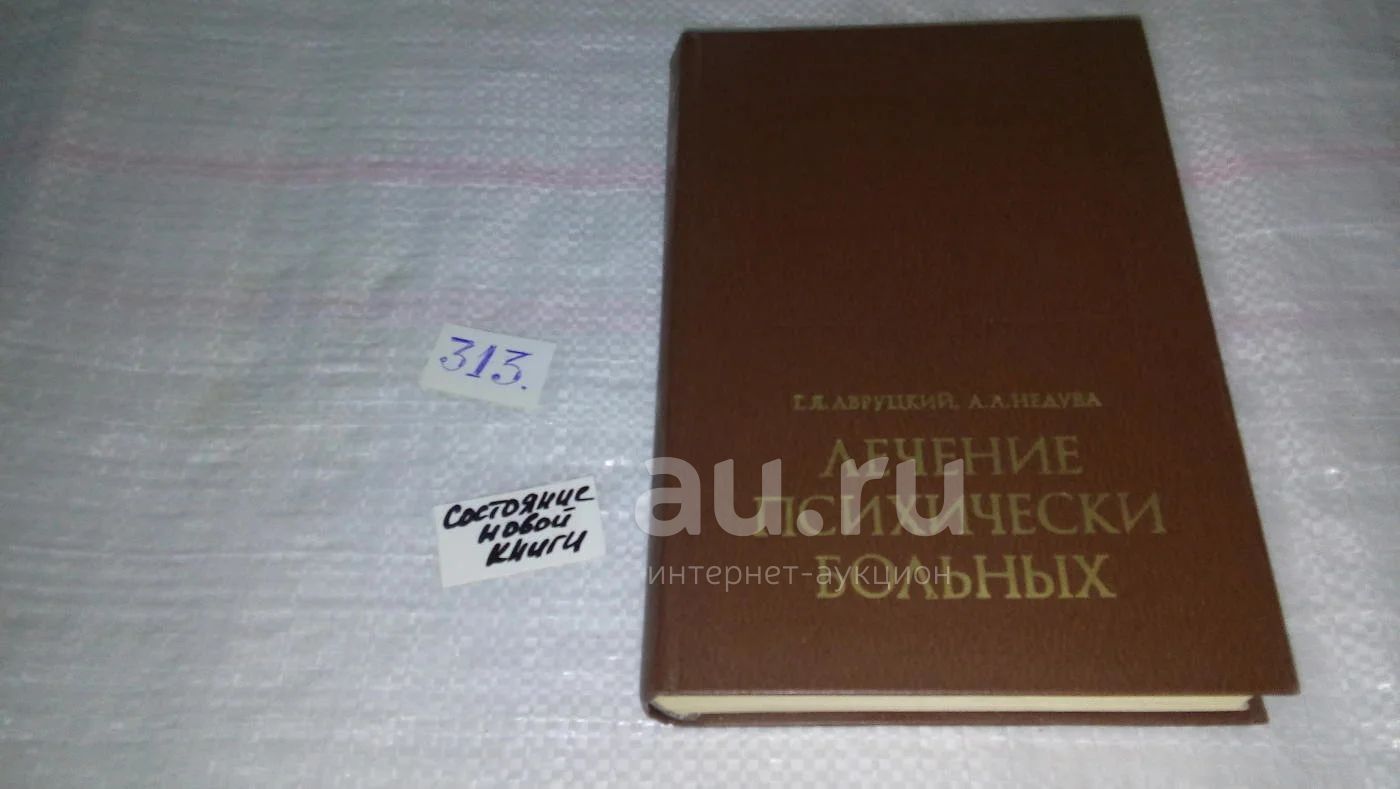 313.
Состояние
новой
книги
Г.Я.АВРУЦКИЙ, А.А.НЕДУВА
ЛЕЧЕНИЕ
ПСИХИЧЕСКИ
БОЛЬНЫХ
au.ru
интернет-аукцион